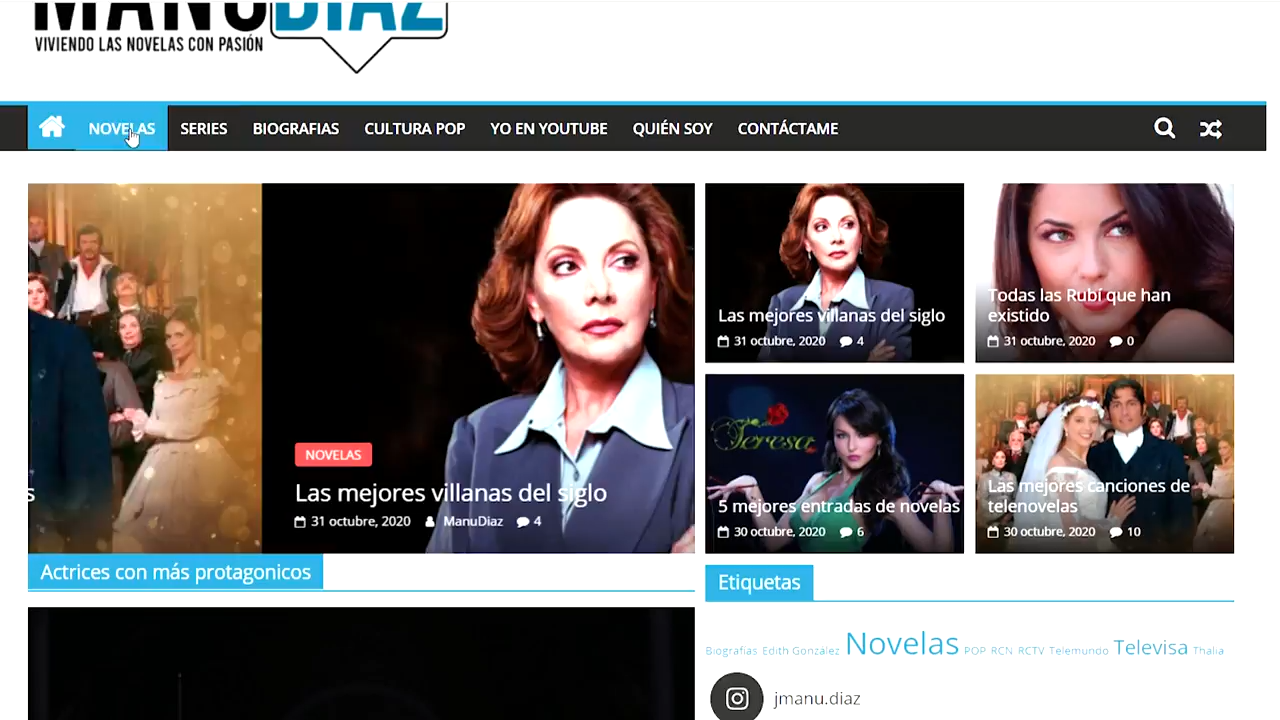 MANUDIAZ
VIVIENDO LAS NOVELAS CON PASIÓN
NOVELAS SERIES BIOGRAFIAS CULTURA POP YO EN YOUTUBE QUIÉN SOY CONTÁCTAME
s
NOVELAS
Las mejores villanas del siglo
31 octubre, 2020 ManuDiaz 4
Las mejores villanas del siglo
31 octubre, 2020 4
Todas las Rubí que han
existido
31 octubre, 2020 0
Teresa
5 mejores entradas de novelas
30 octubre, 2020 6
Las mejores canciones de
telenovelas
30 octubre, 2020 10
Actrices con más protagonicos
Etiquetas
Biografias Edith González Novelas POP RCN RCTV Telemundo Televisa Thalia
jmanu.diaz